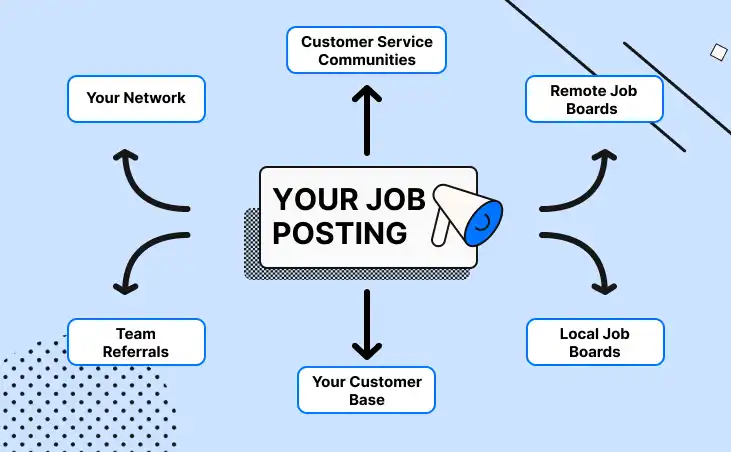 Customer Service
Communities
Your Network
Remote Job
Boards
YOUR JOB
POSTING
Team
Referrals
Local Job
Boards
Your Customer
Base